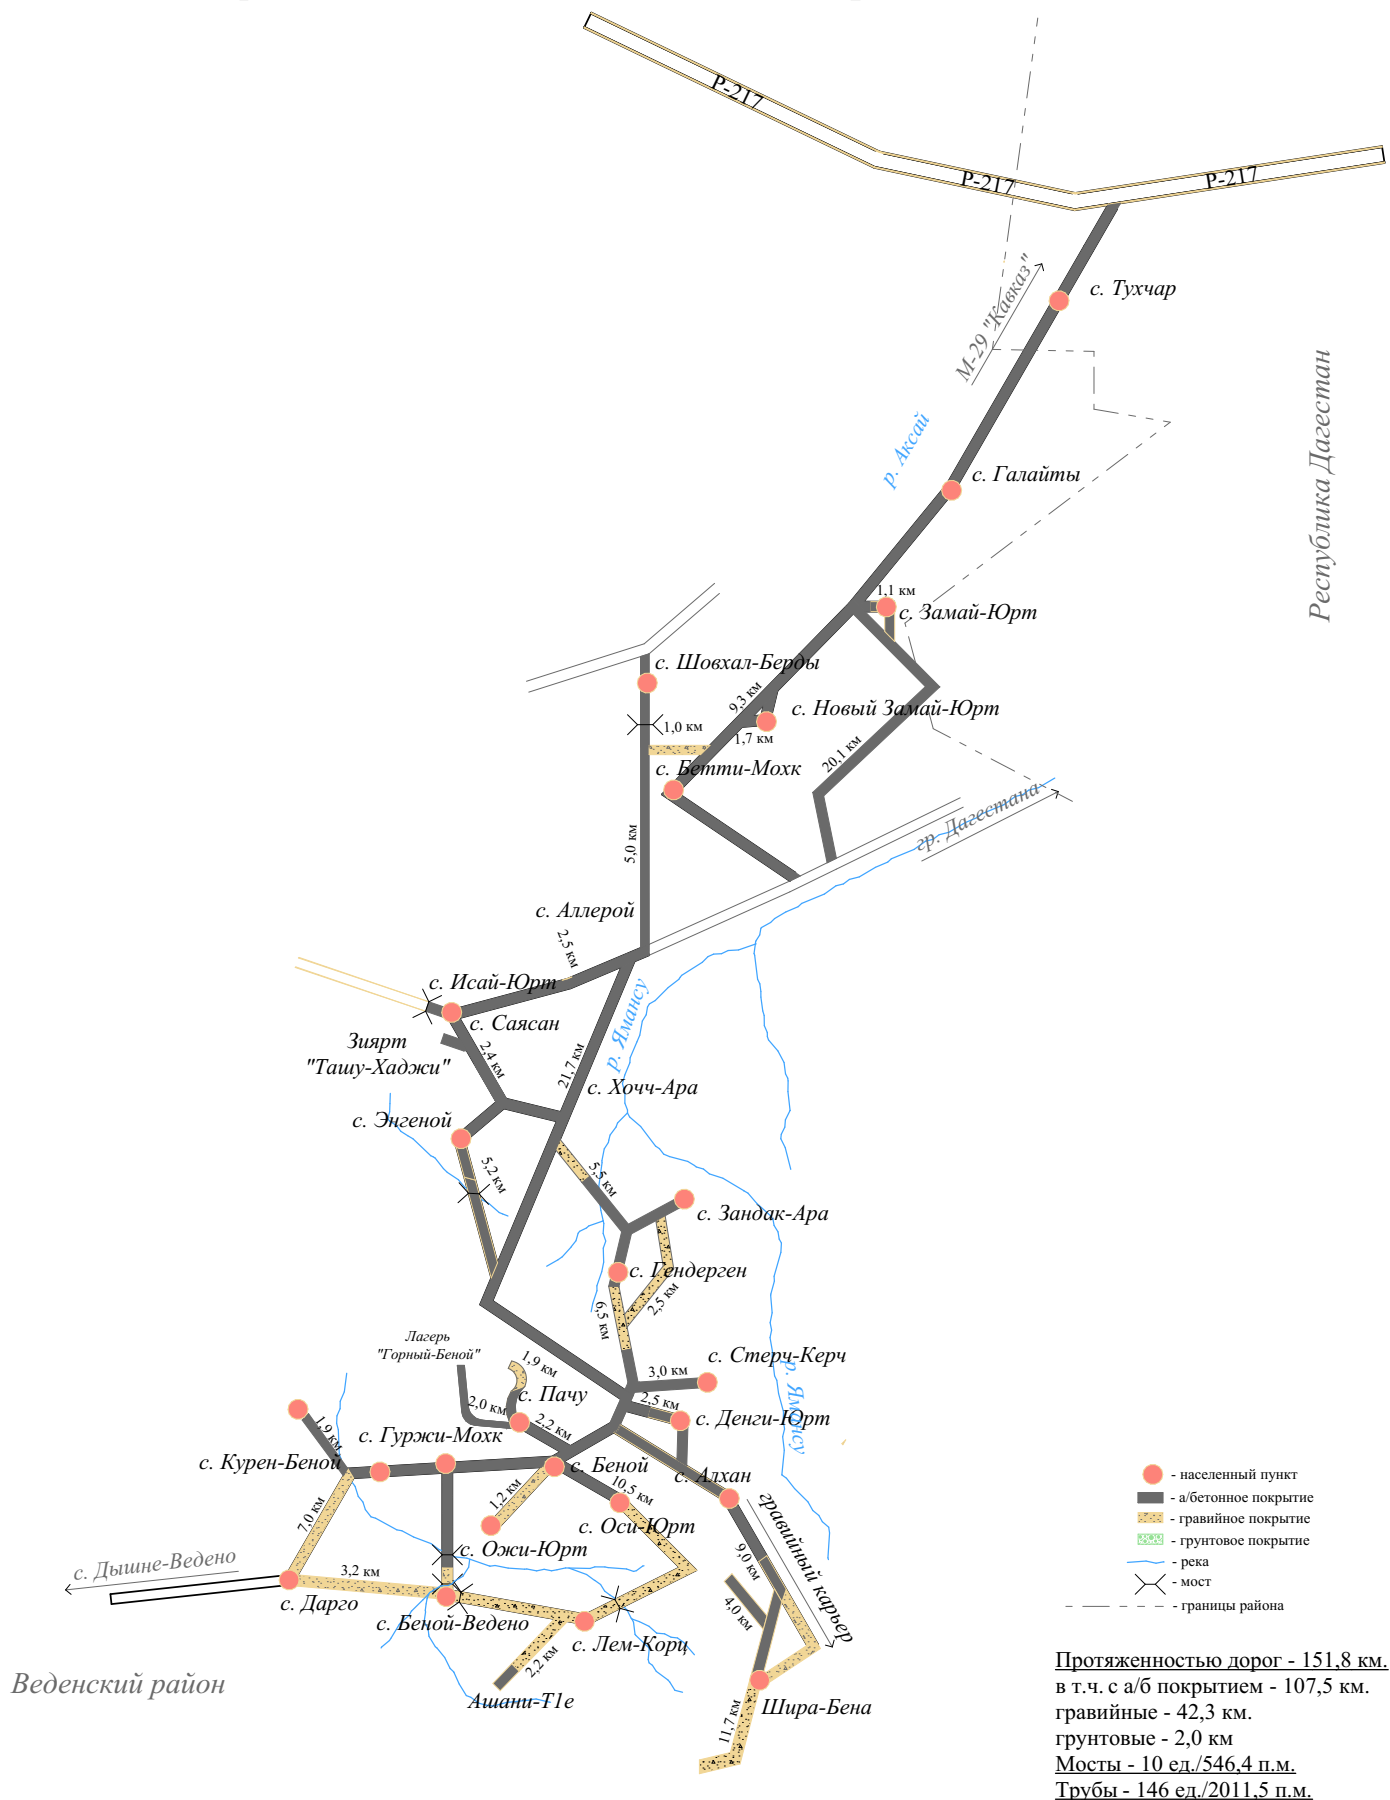 Р-217
Р-217
Р-217
с. Тухчар
М-29 "Кавказ"
Республика Дагестан
р. Аксай
с. Галайты
1,1 км
с. Замай-Юрт
с. Шовхал-Берды
9,3 км
с. Новый Замай-Юрт
1,0 км
1,7 км
20,1 км
с. Бетти-Мохк
гр. Дагестана
5,0 км
с. Аллерой
2,5 км
с. Исай-Юрт
р. Ямансу
с. Саясан
Зиярт
"Ташу-Хаджи"
2,4 км
21,7 км
с. Хочч-Ара
с. Энгеной
5,2 км
5,5 км
с. Зандак-Ара
с. Гендерген
2,5 км
6,5 км
Лагерь
"Горный-Беной"
1,9 км
3,0 км
с. Стерч-Керч
р. Ямансу
с. Пачу
2,0 км
2,2 км
2,5 км
с. Денги-Юрт
1,9 км
с. Гуржи-Мохк
с. Курен-Беной
с. Беной
с. Алхан
10,5 км
1,2 км
7,0 км
с. Оси-Юрт
с. Ожи-Юрт
гравийный карьер
9,0 км
4,0 км
с. Дышне-Ведено
3,2 км
с. Дарго
с. Беной-Ведено
с. Лем-Корц
2,2 км
Ашани-Т1е
Шира-Бена
11,7 км
Веденский район
- населенный пункт
- а/бетонное покрытие
- гравийное покрытие
- грунтовое покрытие
- река
- мост
- границы района
Протяженностью дорог - 151,8 км.
в т.ч. с а/б покрытием - 107,5 км.
гравийные - 42,3 км.
грунтовые - 2,0 км
Мосты - 10 ед./546,4 п.м.
Трубы - 146 ед./2011,5 п.м.